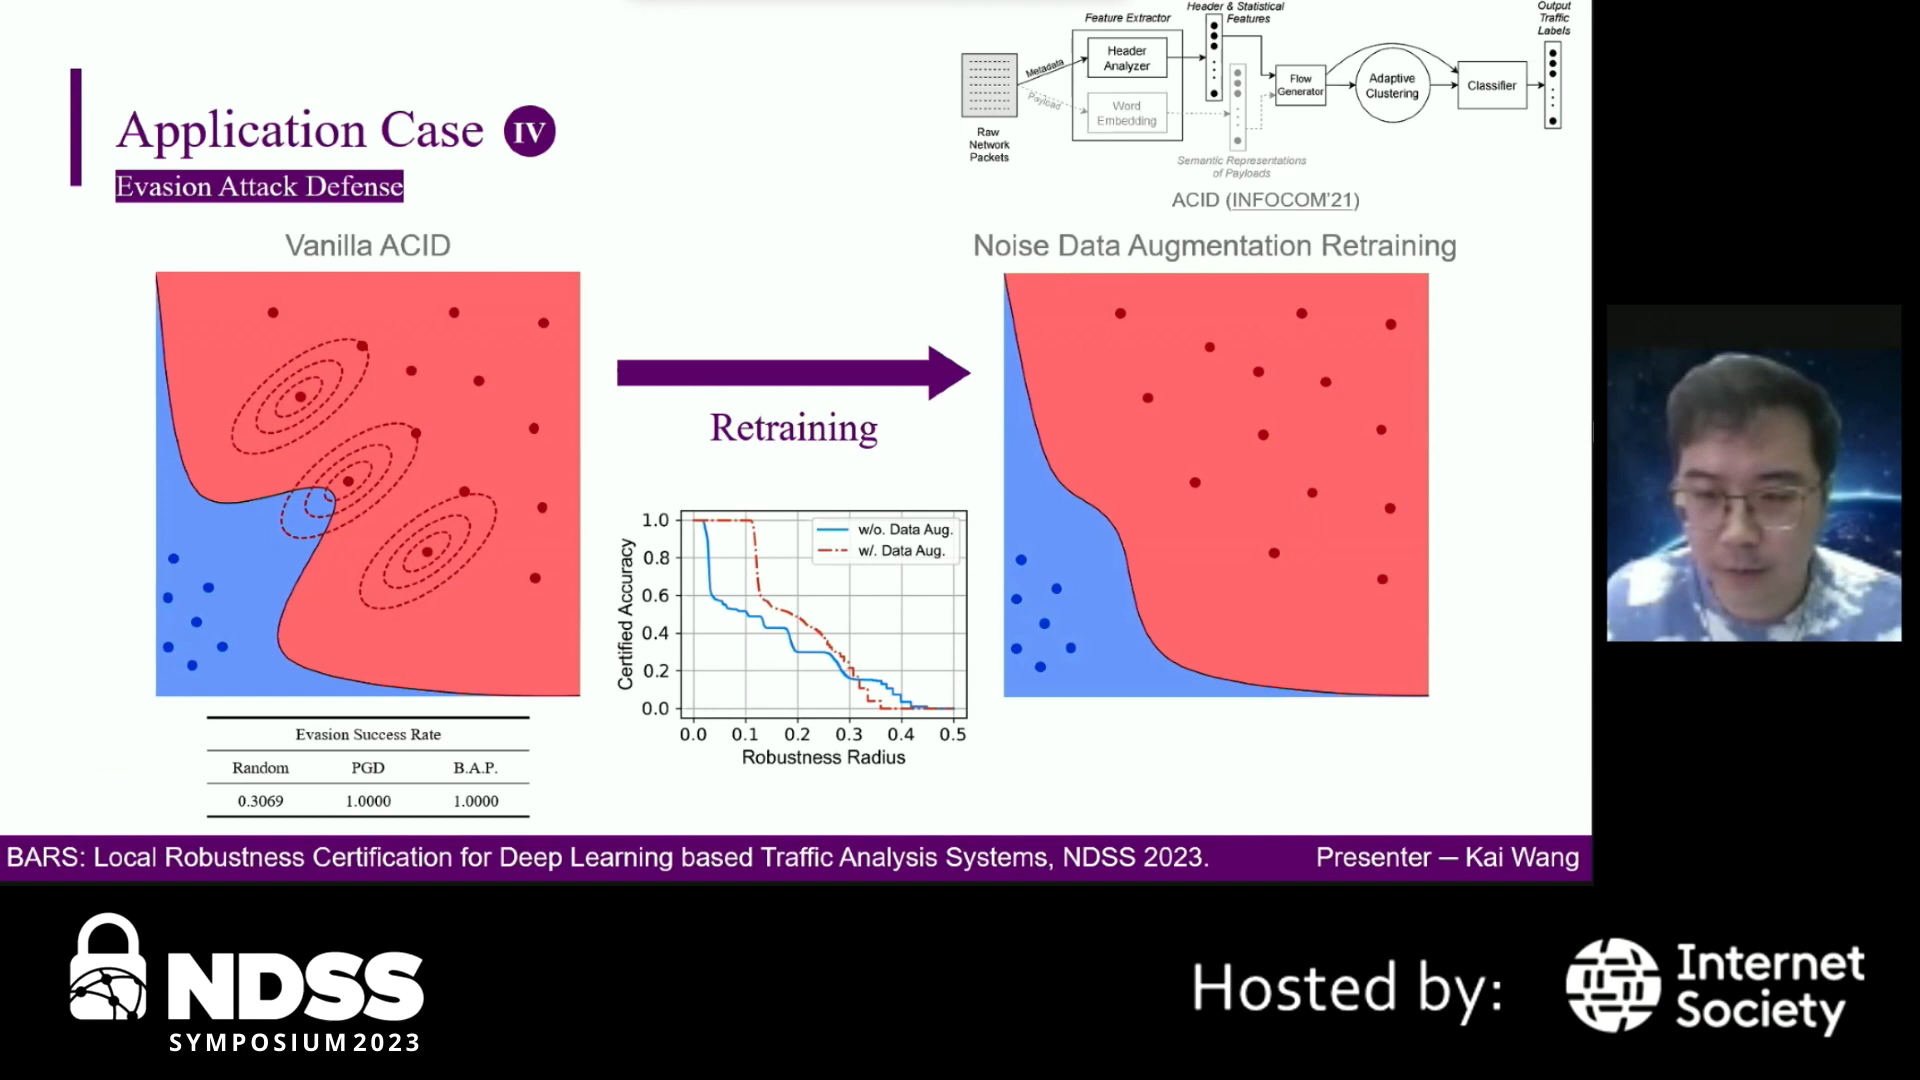 Application Case IV
Evasion Attack Defense
Feature Extractor
Header & Statistical
Features
Output
Traffic
Labels
Header
Analyzer
Metadata
Payload
Word
Embedding
Flow
Generator
Adaptive
Clustering
Classifier
Raw
Network
Packets
Semantic Representations
of Payloads
ACID (INFOCOM'21)
Vanilla ACID
Noise Data Augmentation Retraining
Retraining
1.0
0.8
0.6
0.4
0.2
0.0
Certified Accuracy
w/o. Data Aug.
w/. Data Aug.
0.0 0.1 0.2 0.3 0.4 0.5
Robustness Radius
Evasion Success Rate
Random PGD B.A.P.
0.3069 1.0000 1.0000
BARS: Local Robustness Certification for Deep Learning based Traffic Analysis Systems, NDSS 2023. Presenter — Kai Wang
NDSS
SYMPOSIUM 2023
Hosted by:
Internet
Society